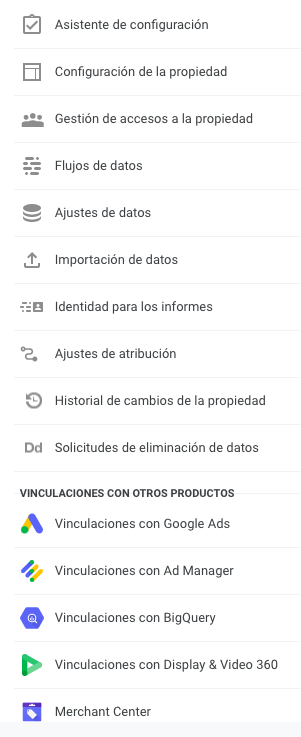 Asistente de configuración
Configuración de la propiedad
Gestión de accesos a la propiedad
Flujos de datos
Ajustes de datos
Importación de datos
Identidad para los informes
Ajustes de atribución
Historial de cambios de la propiedad
Dd Solicitudes de eliminación de datos
VINCULACIONES CON OTROS PRODUCTOS
Vinculaciones con Google Ads
Vinculaciones con Ad Manager
Vinculaciones con BigQuery
Vinculaciones con Display & Video 360
Merchant Center